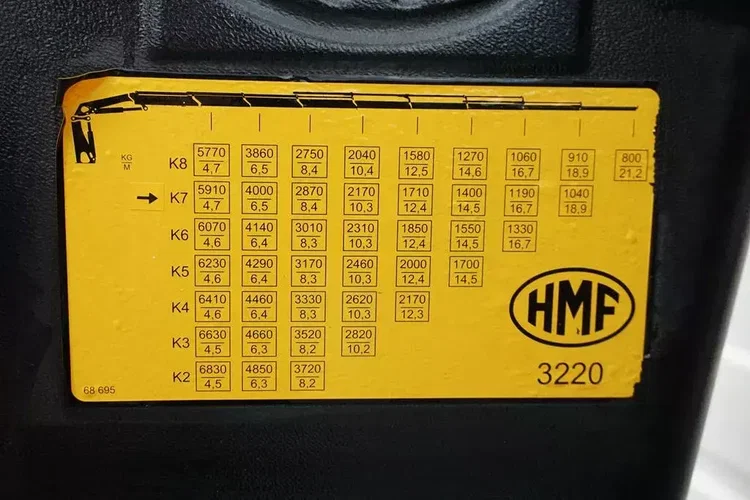 KG
M
K8 5770 3860 2750 2040 1580 1270 1060 910 800
4,7 6,5 8,4 10,4 12,5 14,6 16,7 18,9 21,2
K7 5910 4000 2870 2170 1710 1400 1190 1040
4,7 6,5 8,4 10,3 12,4 14,5 16,7 18,9
K6 6070 4140 3010 2310 1850 1550 1330
4,6 6,4 8,3 10,3 12,4 14,5 16,7
K5 6230 4290 3170 2460 2000 1700
4,6 6,4 8,3 10,3 12,4 14,5
K4 6410 4460 3330 2620 2170
4,6 6,4 8,3 10,3 12,3
K3 6630 4660 3520 2820
4,5 6,3 8,2 10,2
K2 6830 4850 3720
4,5 6,3 8,2
HMF
3220
68 695